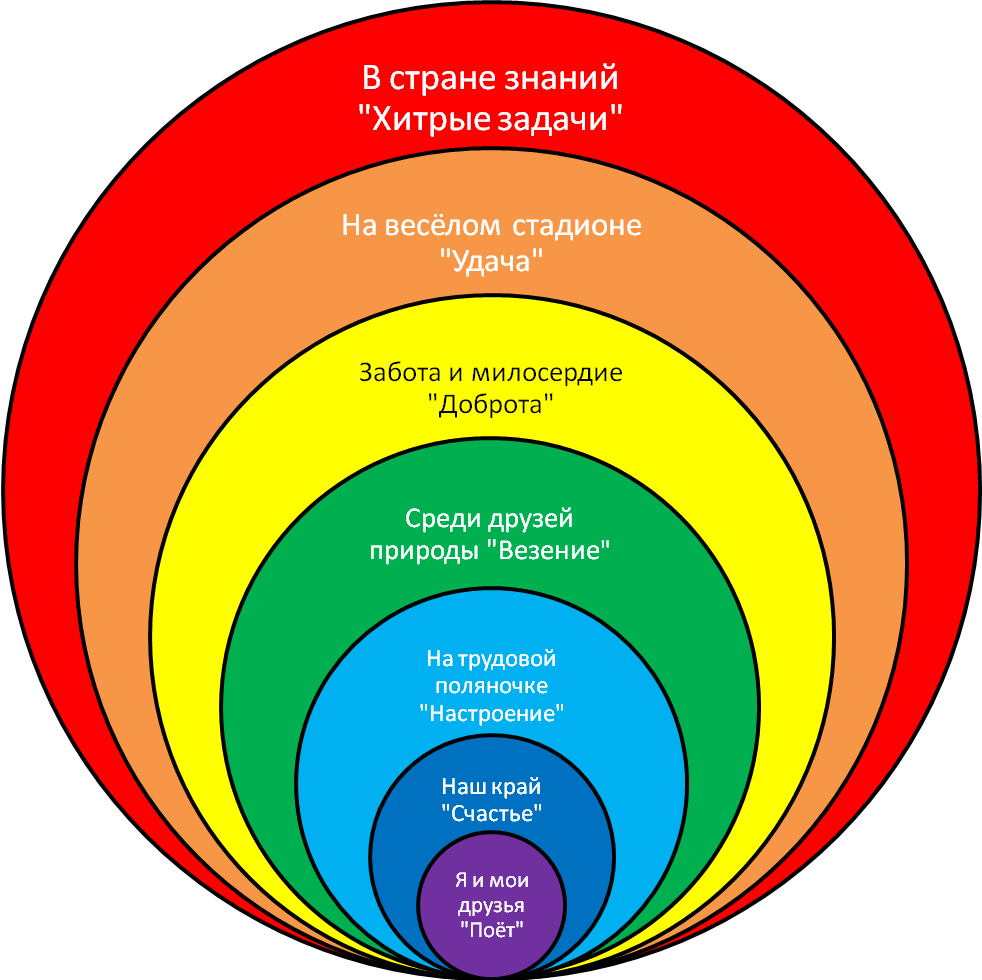 В стране знаний
"Хитрые задачи"
На весёлом стадионе
"Удача"
Забота и милосердие
"Доброта"
Среди друзей
природы "Везение"
На трудовой
поляночке
"Настроение"
Наш край
"Счастье"
Я и мои
друзья
"Поёт"